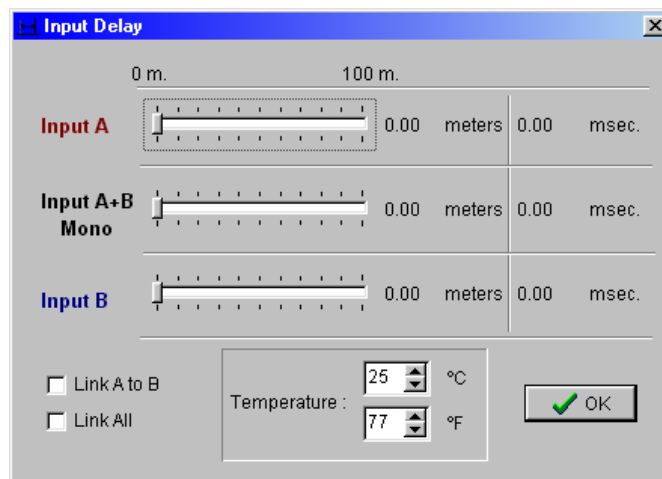 Input Delay
0 m. 100 m.
Input A 0.00 meters 0.00 msec.
Input A+B
Mono
0.00 meters 0.00 msec.
Input B 0.00 meters 0.00 msec.
Link A to B
Link All
Temperature :
25 °C
77 °F
OK